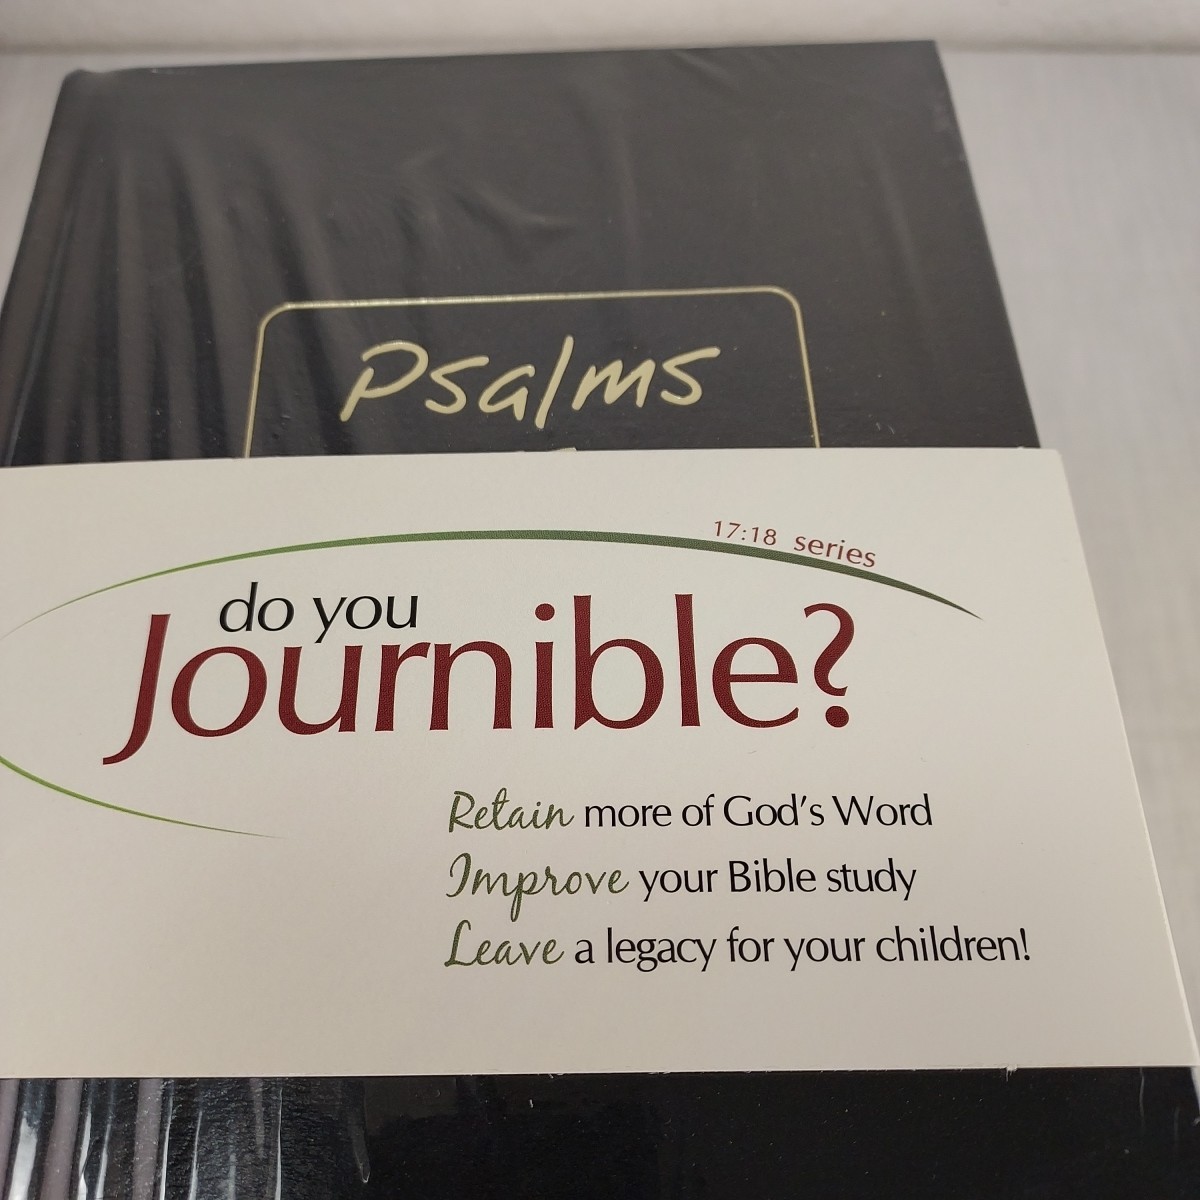 Psalms
17:18 series
do you
Journible?
Retain more of God's Word
Improve your Bible study
Leave a legacy for your children!